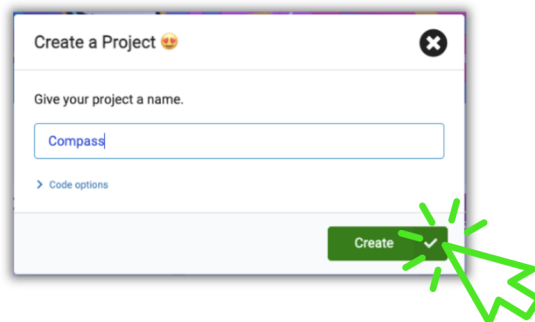 Create a Project 😍
Give your project a name.
Compass
Code options
Create